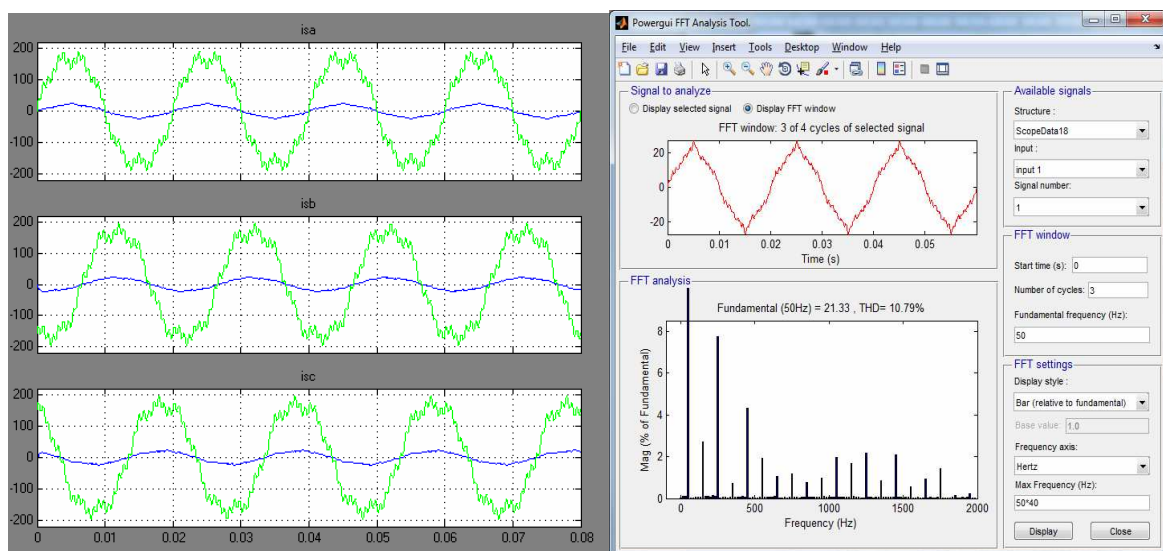 isa
200
100
0
-100
-200
isb
200
100
0
-100
-200
isc
200
100
0
-100
-200
0 0.01 0.02 0.03 0.04 0.05 0.06 0.07 0.08
Powergui FFT Analysis Tool.
File Edit View Insert Tools Desktop Window Help
Signal to analyze
Display selected signal Display FFT window
FFT window: 3 of 4 cycles of selected signal
20
0
-20
0 0.01 0.02 0.03 0.04 0.05
Time (s)
FFT analysis
Fundamental (50Hz) = 21.33 , THD= 10.79%
Mag (% of Fundamental)
8
6
4
2
0
0 500 1000 1500 2000
Frequency (Hz)
Available signals
Structure :
ScopeData18
Input :
input 1
Signal number:
1
FFT window
Start time (s): 0
Number of cycles: 3
Fundamental frequency (Hz):
50
FFT settings
Display style :
Bar (relative to fundamental)
Base value: 1.0
Frequency axis:
Hertz
Max Frequency (Hz):
50*40
Display Close